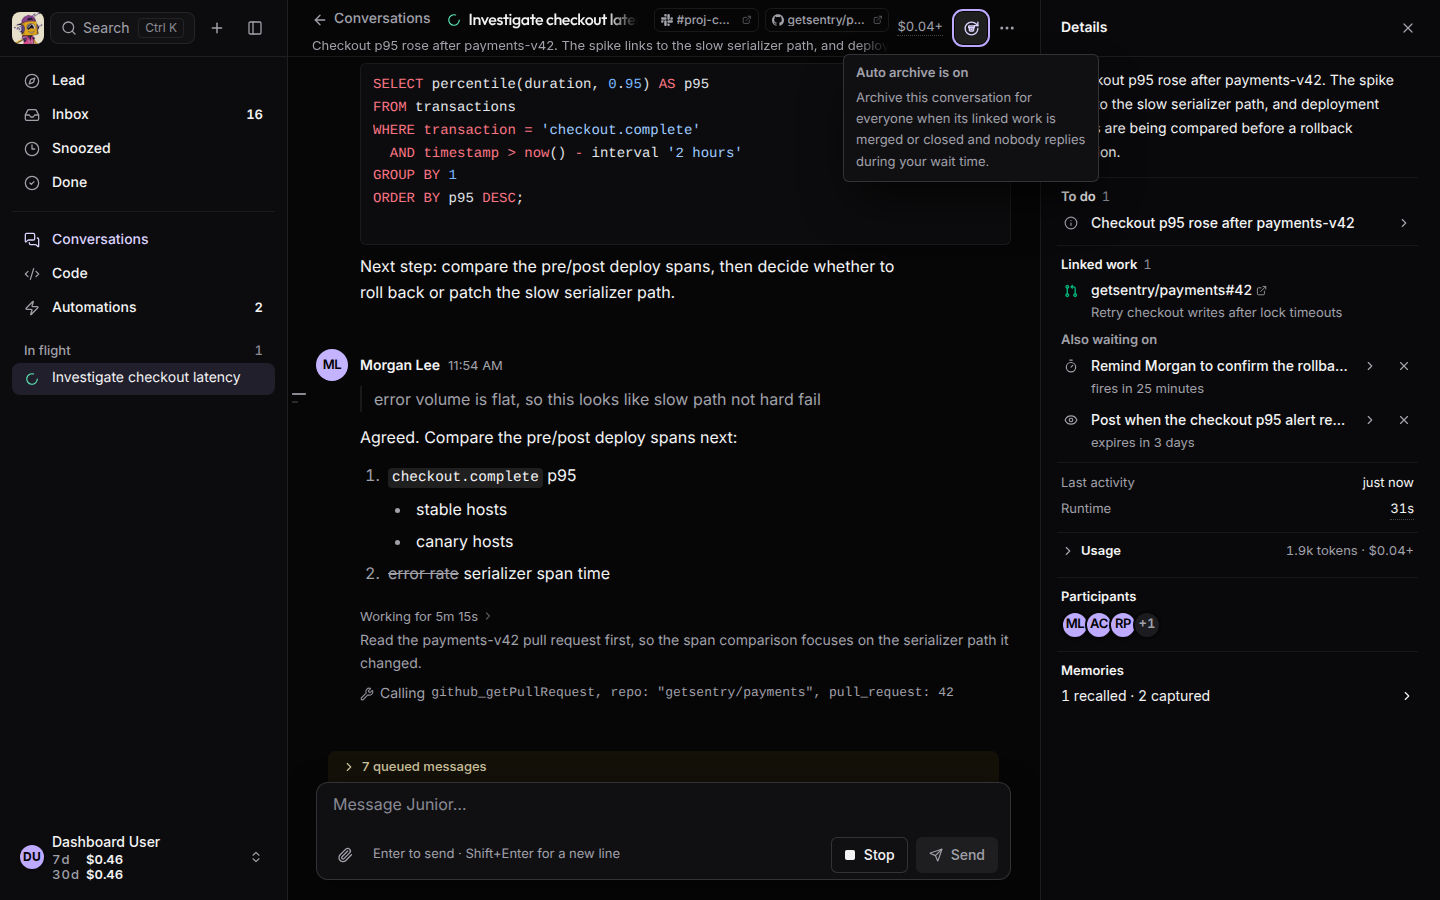 Search Ctrl K
Lead
Inbox 16
Snoozed
Done
Conversations
Code
Automations 2
In flight 1
Investigate checkout latency
Dashboard User
7d $0.46
30d $0.46
Conversations Investigate checkout late #proj-c... getsentry/p... $0.04+
Checkout p95 rose after payments-v42. The spike links to the slow serializer path, and deploy
Auto archive is on
Archive this conversation for
everyone when its linked work is
merged or closed and nobody replies
during your wait time.
SELECT percentile(duration, 0.95) AS p95
FROM transactions
WHERE transaction = 'checkout.complete'
AND timestamp > now() - interval '2 hours'
GROUP BY 1
ORDER BY p95 DESC;
Next step: compare the pre/post deploy spans, then decide whether to
roll back or patch the slow serializer path.
ML Morgan Lee 11:54 AM
error volume is flat, so this looks like slow path not hard fail
Agreed. Compare the pre/post deploy spans next:
1. checkout.complete p95
• stable hosts
• canary hosts
2. error rate serializer span time
Working for 5m 15s
Read the payments-v42 pull request first, so the span comparison focuses on the serializer path it
changed.
Calling github_getPullRequest, repo: "getsentry/payments", pull_request: 42
7 queued messages
Message Junior...
Enter to send · Shift+Enter for a new line
Stop
Send
DU
Details
kout p95 rose after payments-v42. The spike
o the slow serializer path, and deployment
s are being compared before a rollback
on.
To do 1
Checkout p95 rose after payments-v42
Linked work 1
getsentry/payments#42
Retry checkout writes after lock timeouts
Also waiting on
Remind Morgan to confirm the rollba...
fires in 25 minutes
Post when the checkout p95 alert re...
expires in 3 days
Last activity just now
Runtime 31s
Usage 1.9k tokens · $0.04+
Participants
ML AC RP +1
Memories
1 recalled · 2 captured